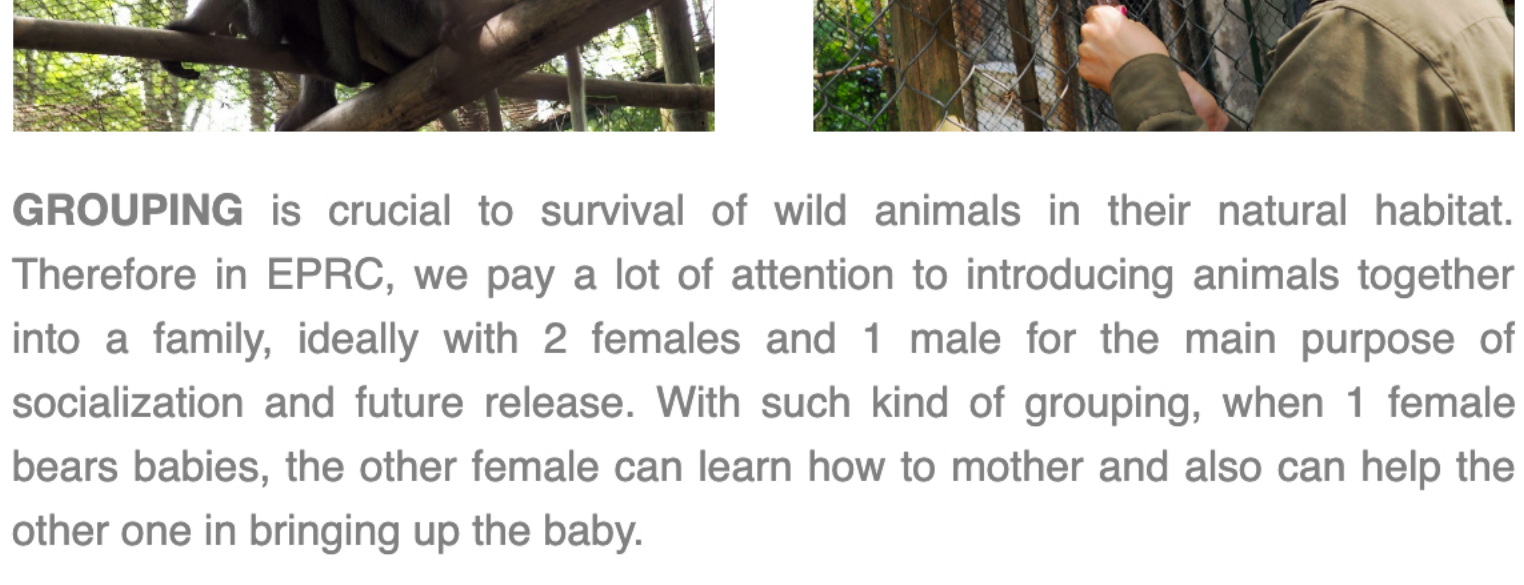 GROUPING is crucial to survival of wild animals in their natural habitat.
Therefore in EPRC, we pay a lot of attention to introducing animals together
into a family, ideally with 2 females and 1 male for the main purpose of
socialization and future release. With such kind of grouping, when 1 female
bears babies, the other female can learn how to mother and also can help the
other one in bringing up the baby.